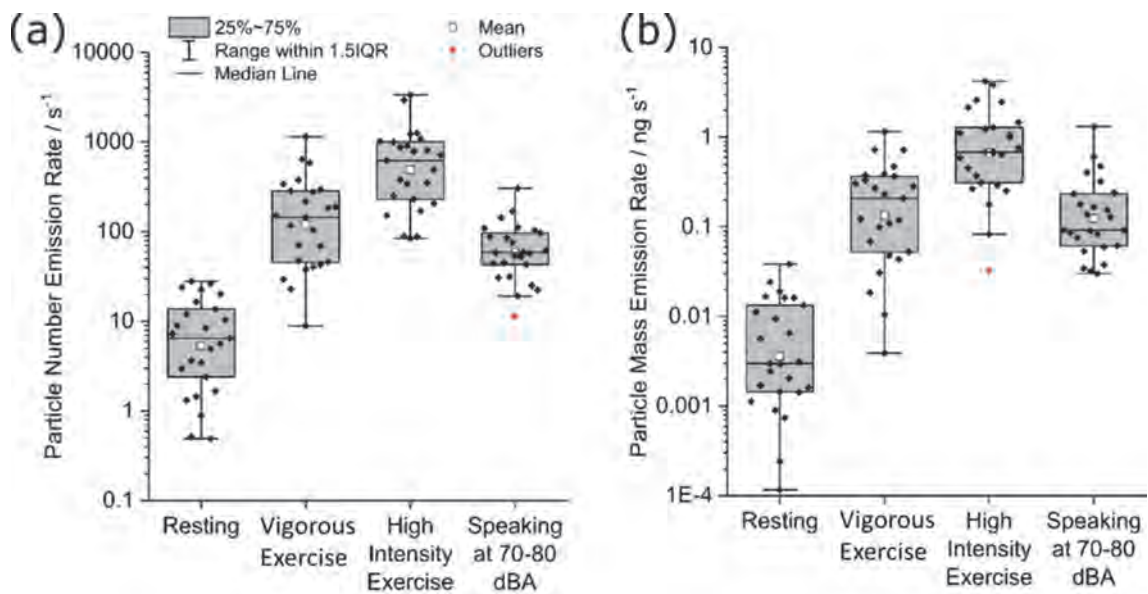 (a)
25%~75%
Range within 1.5IQR
Median Line
Mean
Outliers
10000
1000
100
10
1
0.1
Particle Number Emission Rate / s⁻¹
Resting
Vigorous
Exercise
High
Intensity
Exercise
Speaking
at 70-80
dBA
(b)
10
1
0.1
0.01
0.001
1E-4
Particle Mass Emission Rate / ng s⁻¹
Resting
Vigorous
Exercise
High
Intensity
Exercise
Speaking
at 70-80
dBA